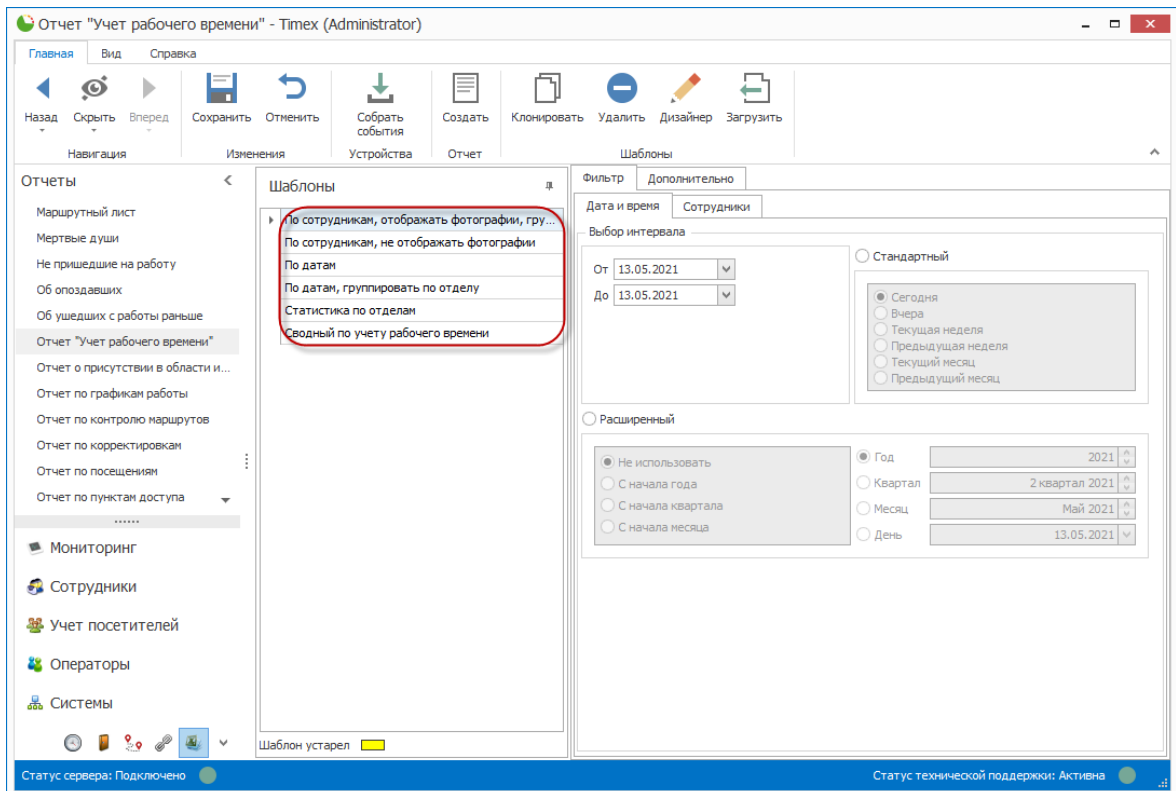 Отчет "Учет рабочего времени" - Timex (Administrator)
Главная Вид Справка
Назад Скрыть Вперед Сохранить Отменить Собрать события Создать Клонировать Удалить Дизайнер Загрузить
Навигация Изменения Устройства Отчет Шаблоны
Отчеты
Маршрутный лист
Мертвые души
Не пришедшие на работу
Об опоздавших
Об ушедших с работы раньше
Отчет "Учет рабочего времени"
Отчет о присутствии в области и...
Отчет по графикам работы
Отчет по контролю маршрутов
Отчет по корректировкам
Отчет по посещениям
Отчет по пунктам доступа
Мониторинг
Сотрудники
Учет посетителей
Операторы
Системы
Шаблоны
По сотрудникам, отображать фотографии, гру...
По сотрудникам, не отображать фотографии
По датам
По датам, группировать по отделу
Статистика по отделам
Сводный по учету рабочего времени
Шаблон устарел
Фильтр Дополнительно
Дата и время Сотрудники
Выбор интервала
От 13.05.2021
До 13.05.2021
Стандартный
Сегодня
Вчера
Текущая неделя
Предыдущая неделя
Текущий месяц
Предыдущий месяц
Расширенный
Не использовать
С начала года
С начала квартала
С начала месяца
Год 2021
Квартал 2 квартал 2021
Месяц Май 2021
День 13.05.2021
Статус сервера: Подключено
Статус технической поддержки: Активна